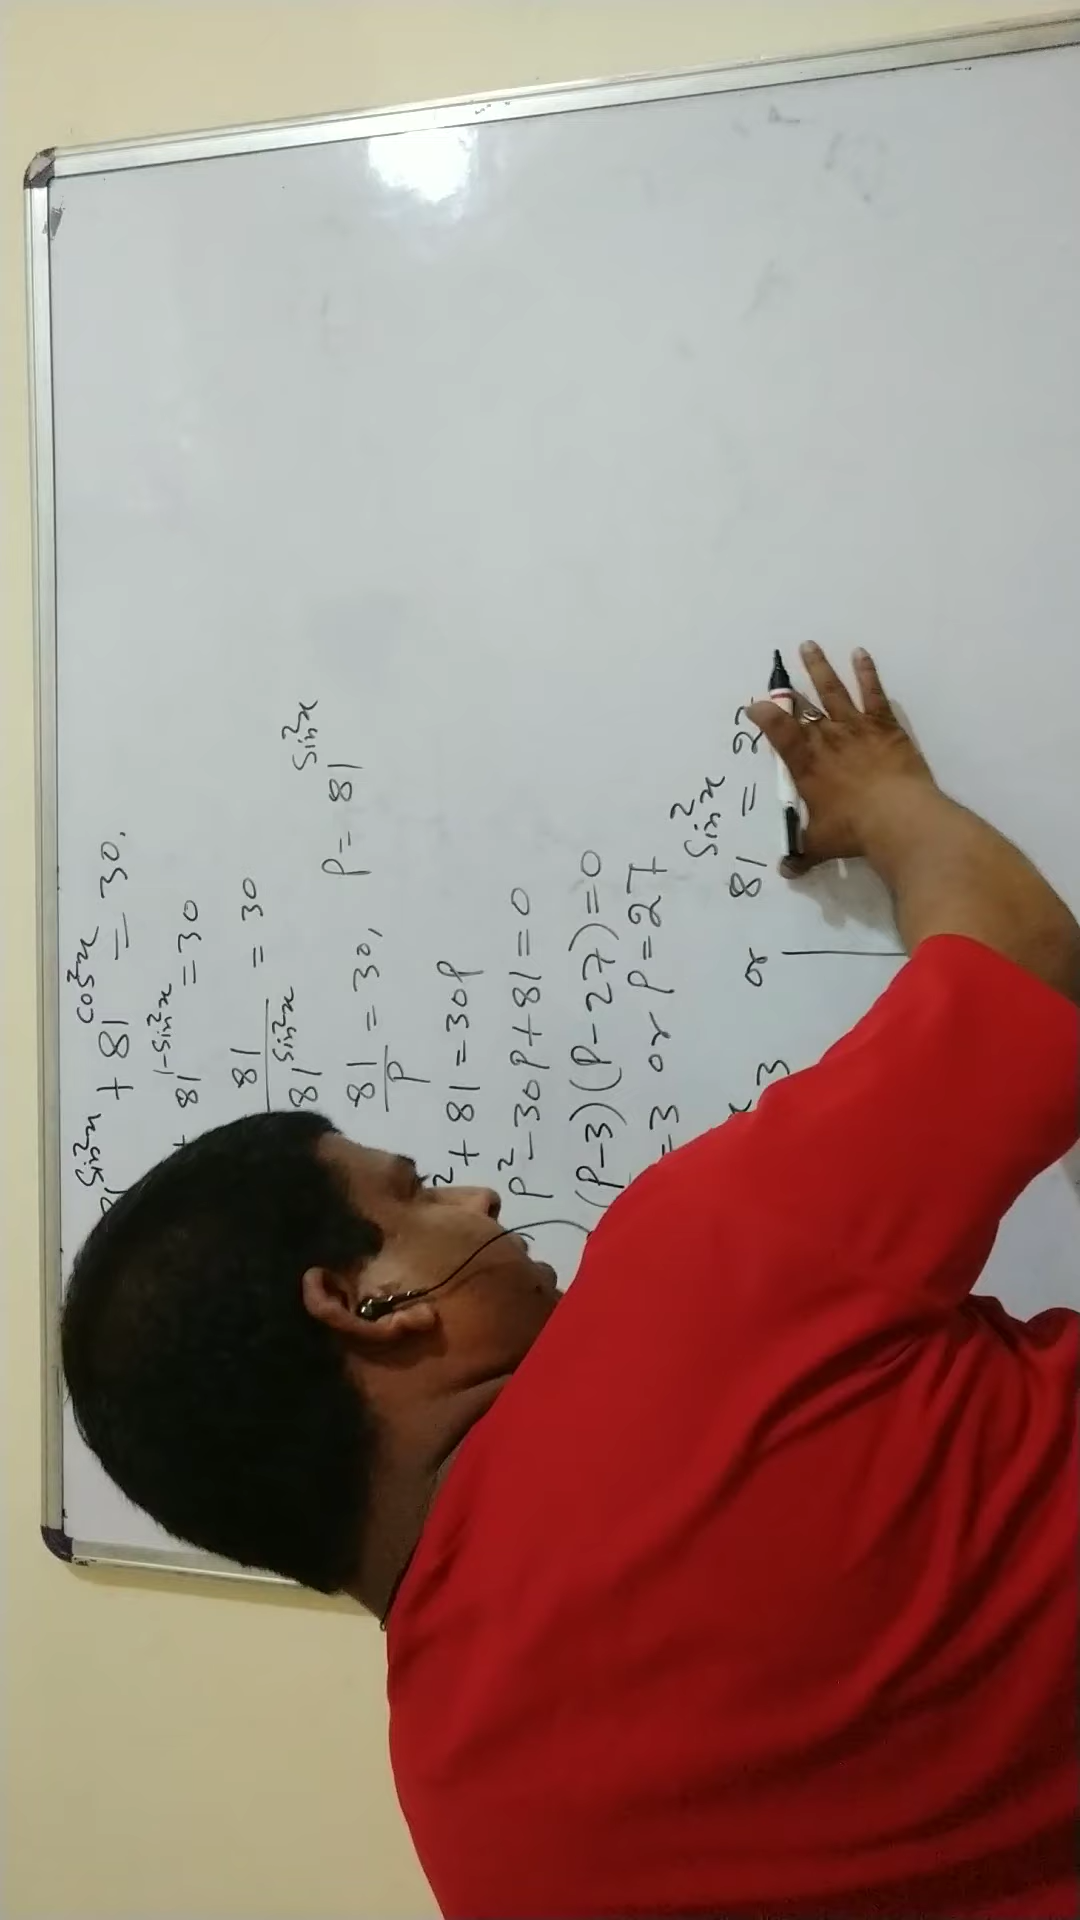 sin²x + 81^cos²x = 30.
+ 81^1-sin²x = 30
81/81^sin²x = 30
81/P = 30, P = 81^sin²x
² + 81 = 30P
P² - 30P + 81 = 0
(P-3)(P-27)=0
=3 or P=27
3 or 81^sin²x = 27